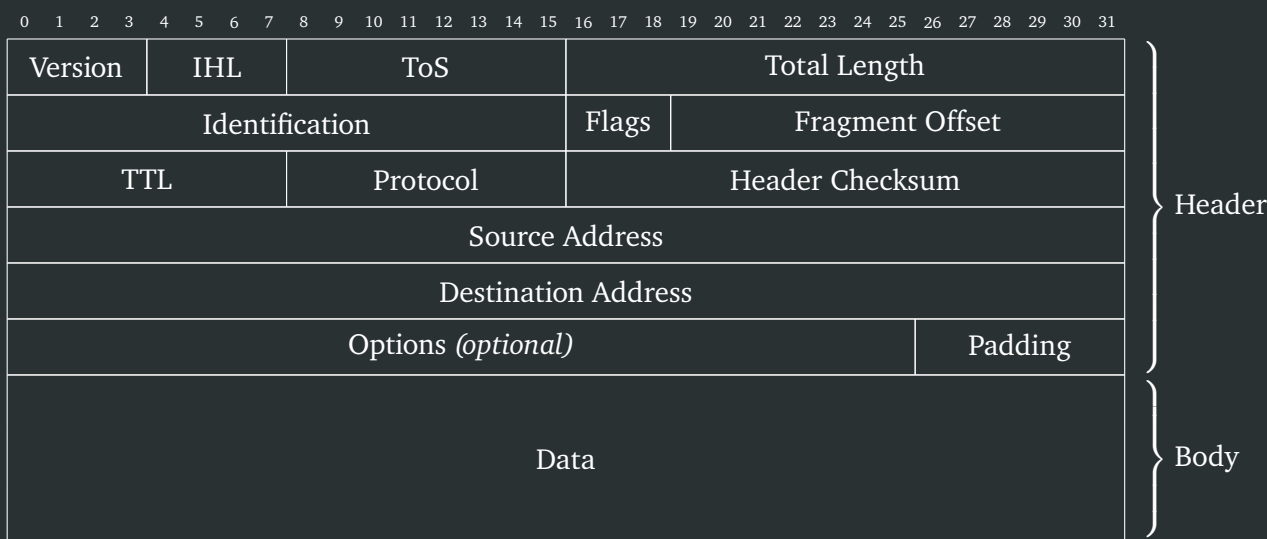 0 1 2 3 4 5 6 7 8 9 10 11 12 13 14 15 16 17 18 19 20 21 22 23 24 25 26 27 28 29 30 31
Version IHL ToS Total Length
Identification Flags Fragment Offset
TTL Protocol Header Checksum
Header
Source Address
Destination Address
Options (optional) Padding
Data
Body